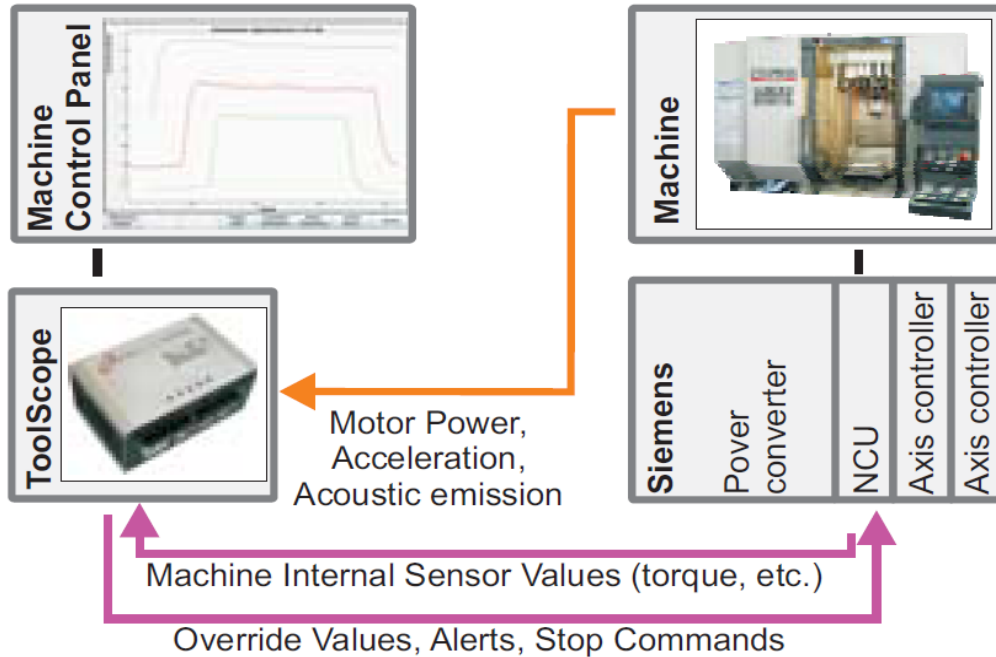 Machine
Control Panel
Machine
ToolScope
Motor Power,
Acceleration,
Acoustic emission
Siemens
Pover
converter
NCU
Axis controller
Axis controller
Machine Internal Sensor Values (torque, etc.)
Override Values, Alerts, Stop Commands